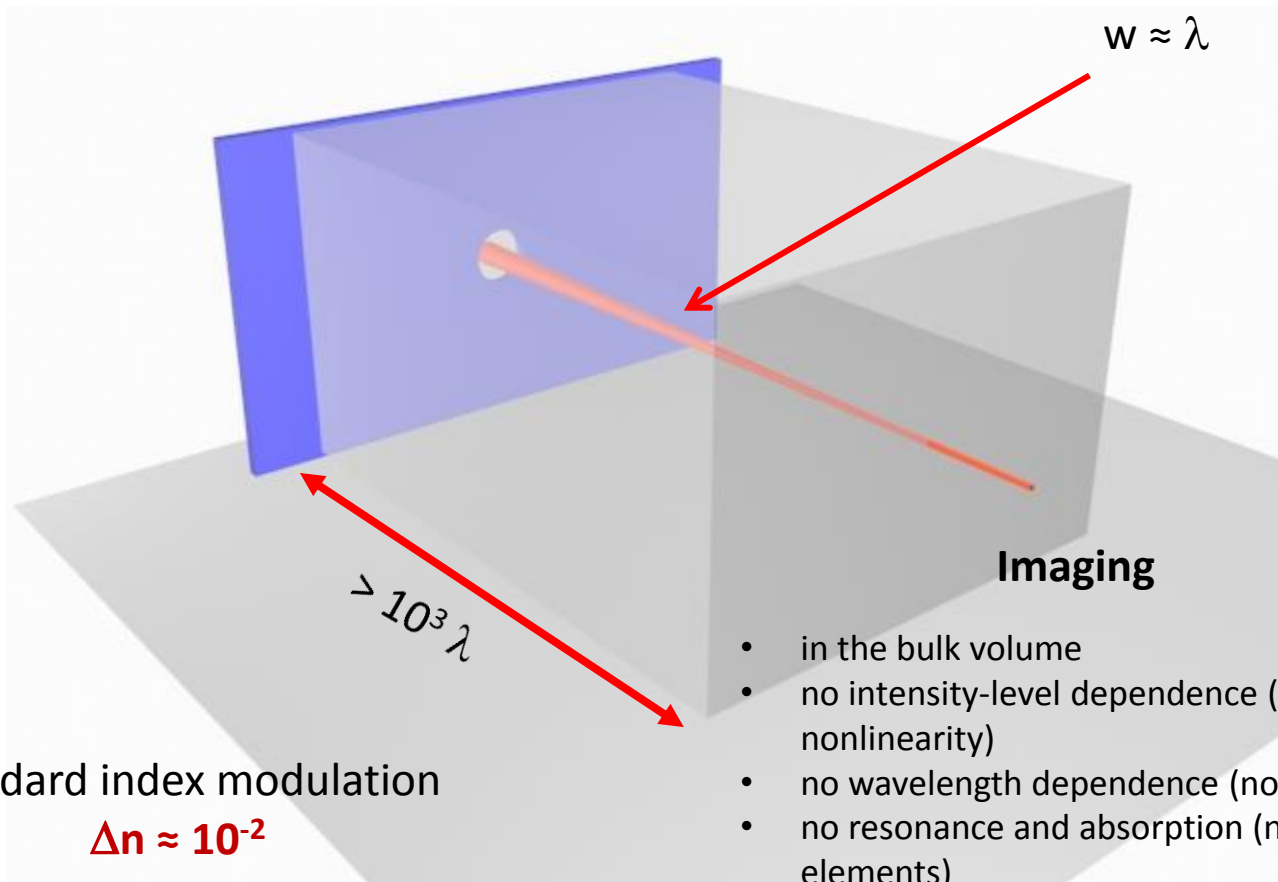 w ≈ λ
> 10³ λ
Imaging
• in the bulk volume
• no intensity-level dependence (
nonlinearity)
• no wavelength dependence (no
• no resonance and absorption (n
elements)
dard index modulation
Δn ≈ 10⁻²